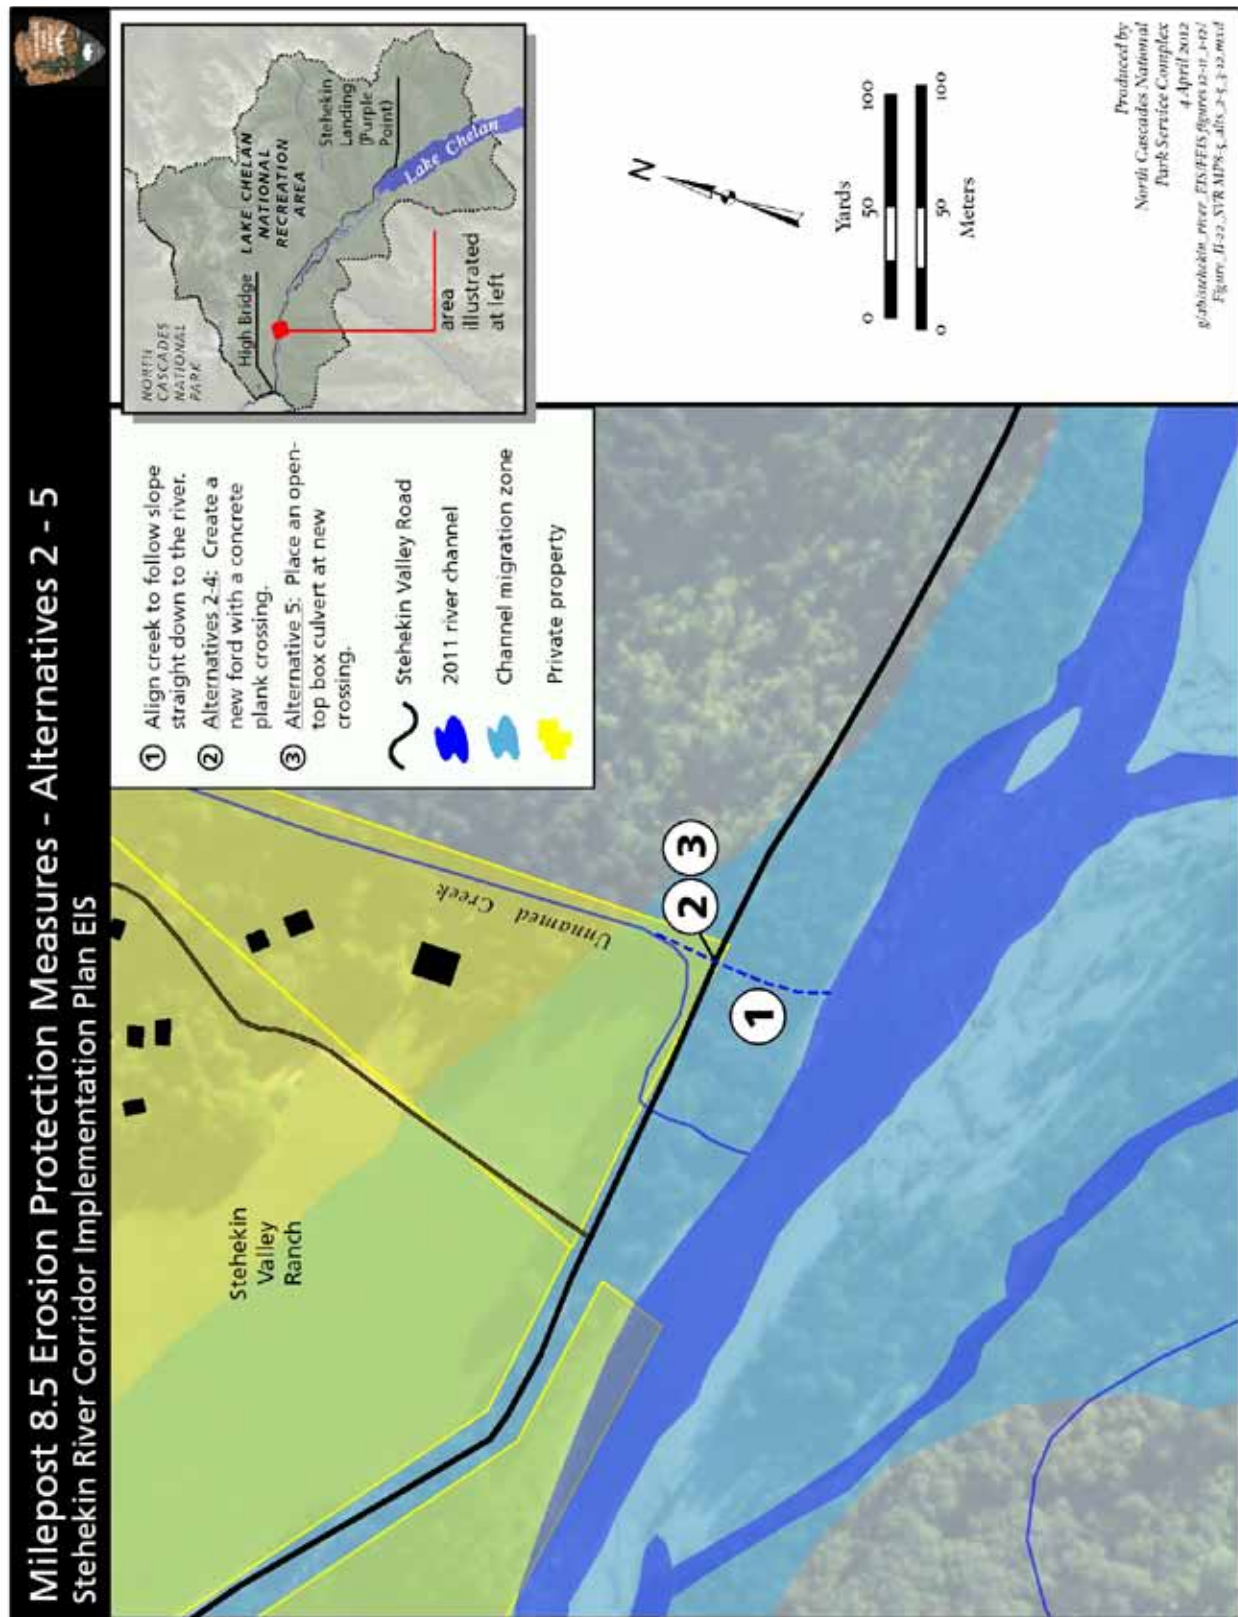 Milepost 8.5 Erosion Protection Measures - Alternatives 2 - 5
Stehekin River Corridor Implementation Plan EIS
Stehekin
Valley
Ranch
Unnamed Creek
1
2
3
1 Align creek to follow slope
straight down to the river.
2 Alternatives 2-4: Create a
new ford with a concrete
plank crossing.
3 Alternative 5: Place an open-
top box culvert at new
crossing.
Stehekin Valley Road
2011 river channel
Channel migration zone
Private property
NORTH
CASCADES
NATIONAL
PARK
High Bridge
LAKE CHELAN
NATIONAL
RECREATION
AREA
Stehekin
Landing
(Purple
Point)
Lake Chelan
area
illustrated
at left
N
Yards
0 50 100
0 50 100
Meters
Produced by
North Cascades National
Park Service Complex
4 April 2012